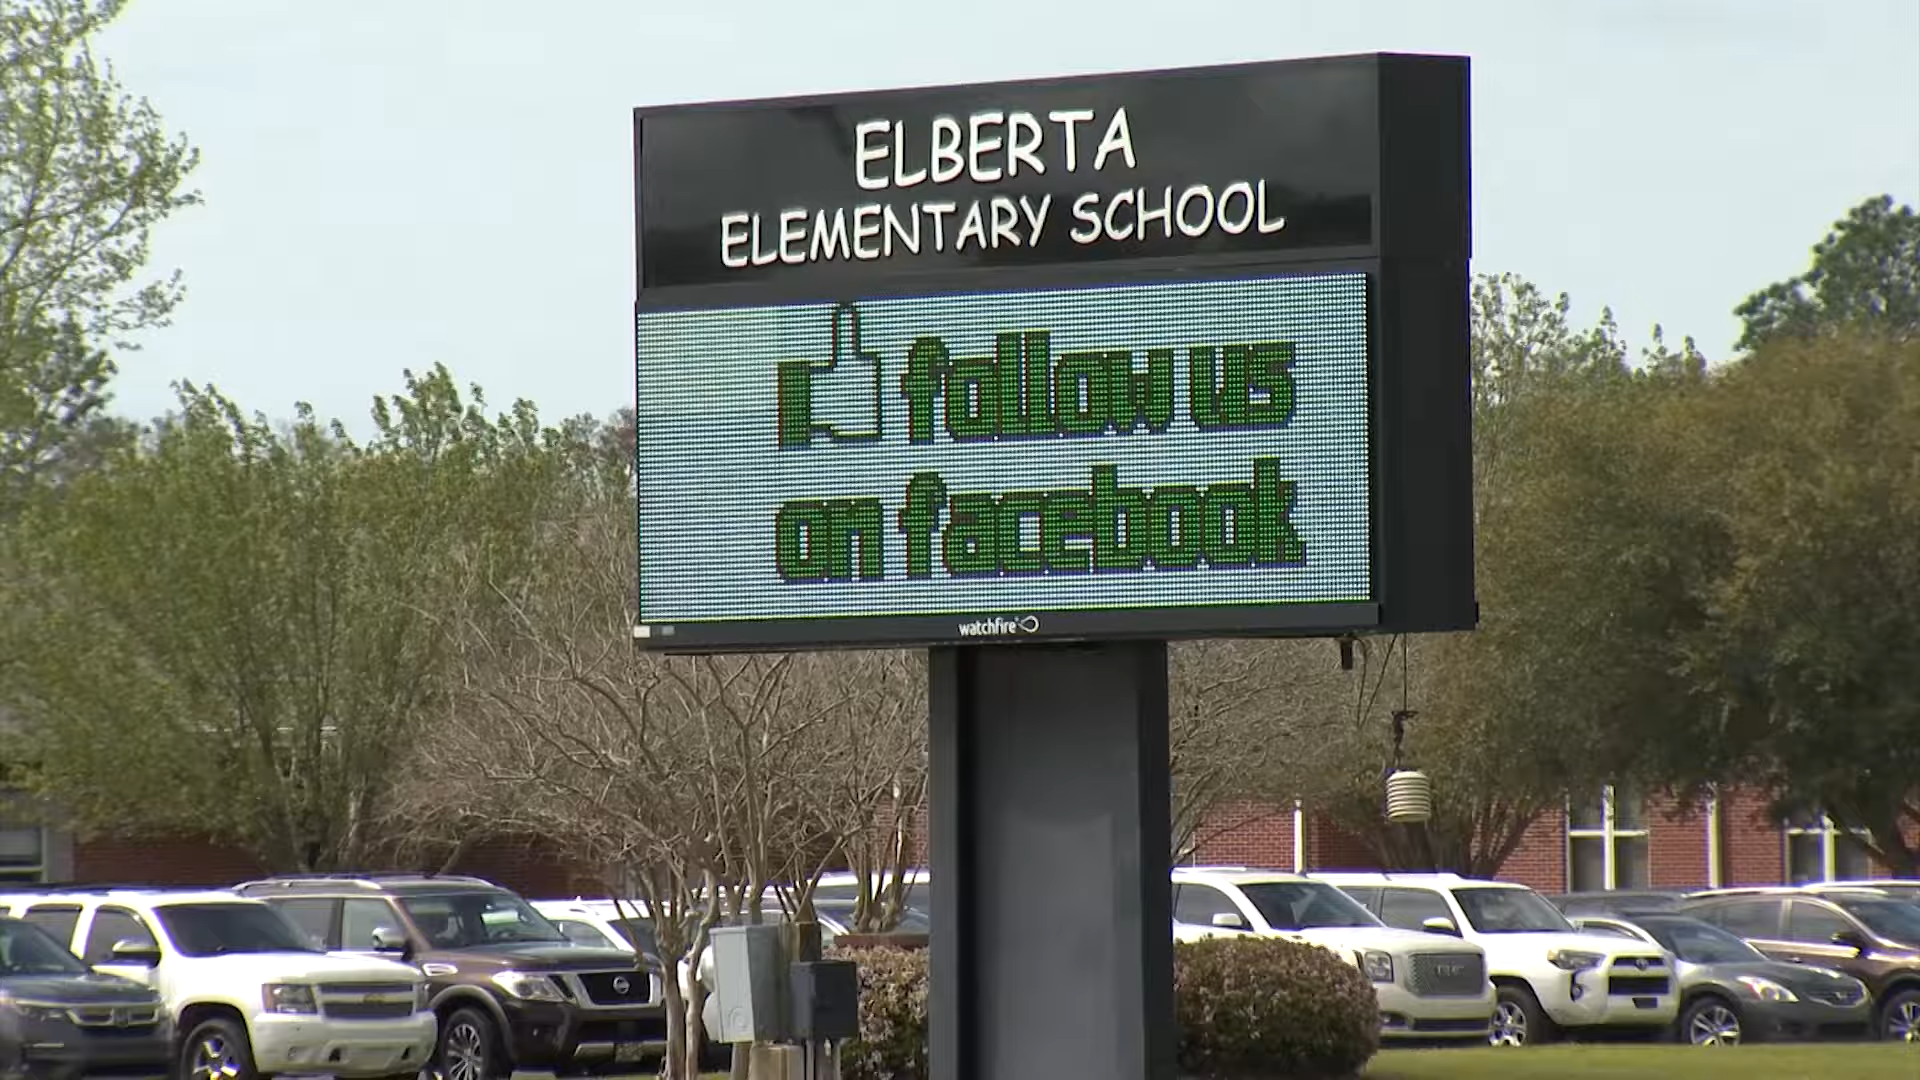 ELBERTA
ELEMENTARY SCHOOL
follow us
on facebook
watchfire